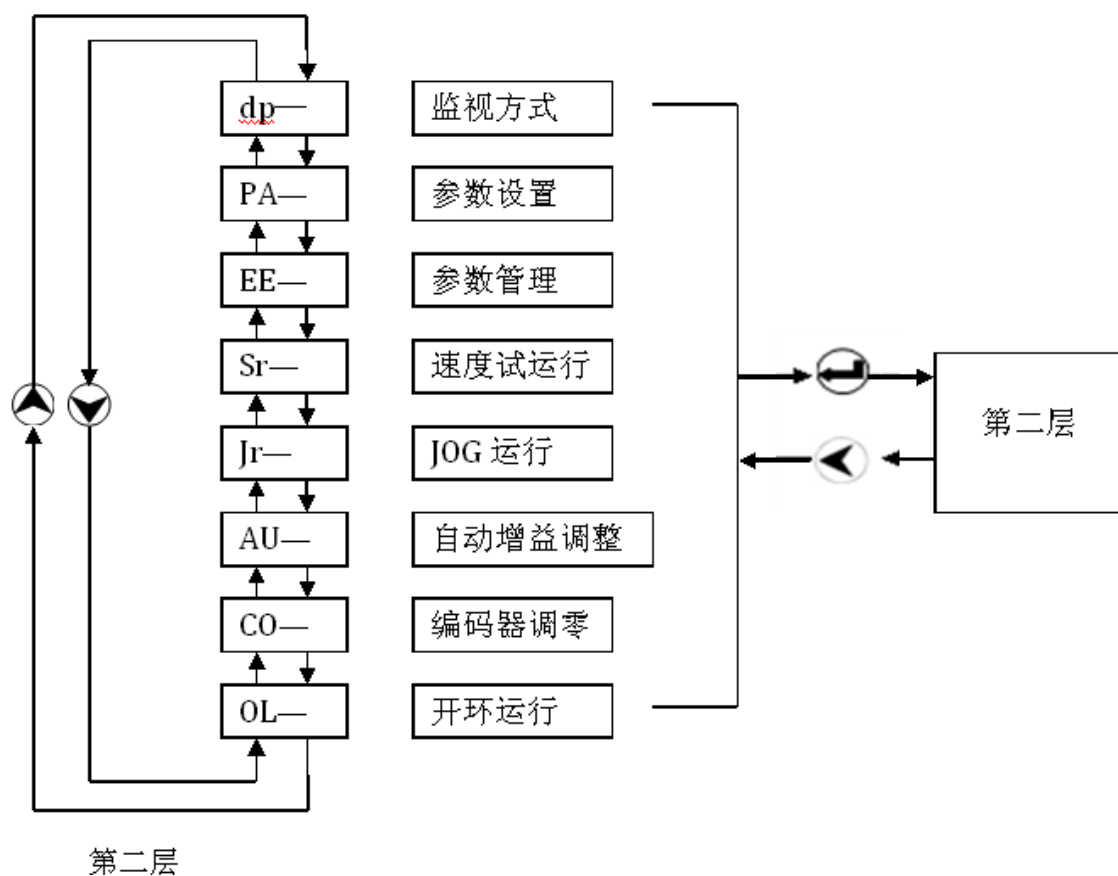 dp— 监视方式
PA— 参数设置
EE— 参数管理
Sr— 速度试运行
Jr— JOG 运行
AU— 自动增益调整
CO— 编码器调零
OL— 开环运行
第二层
第二层